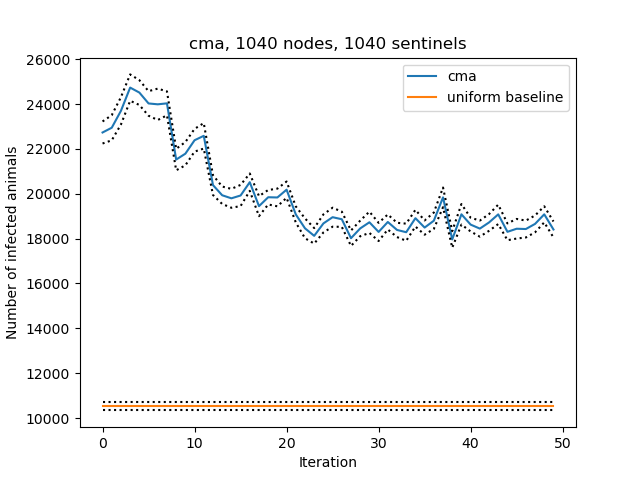 cma, 1040 nodes, 1040 sentinels
cma
uniform baseline
Number of infected animals
26000
24000
22000
20000
18000
16000
14000
12000
10000
0 10 20 30 40 50
Iteration